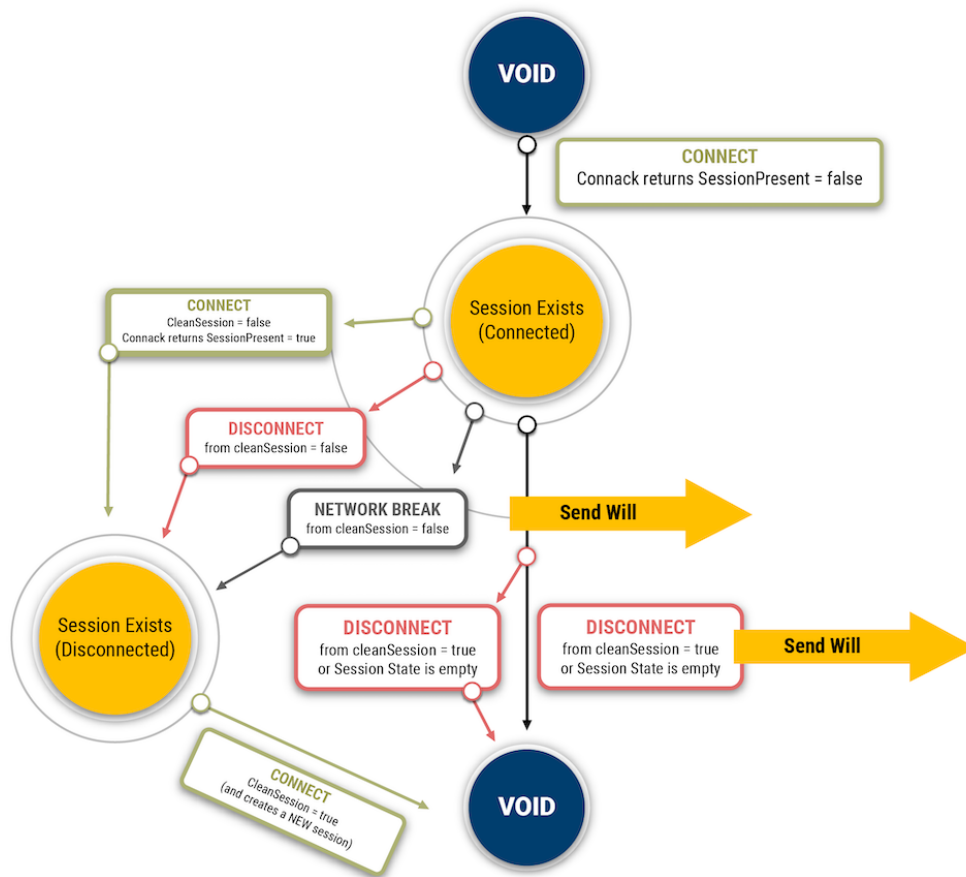 VOID
CONNECT
Connack returns SessionPresent = false
Session Exists
(Connected)
CONNECT
CleanSession = false
Connack returns SessionPresent = true
DISCONNECT
from cleanSession = false
NETWORK BREAK
from cleanSession = false
Send Will
Session Exists
(Disconnected)
DISCONNECT
from cleanSession = true
or Session State is empty
DISCONNECT
from cleanSession = true
or Session State is empty
Send Will
CONNECT
CleanSession = true
(and creates a NEW session)
VOID